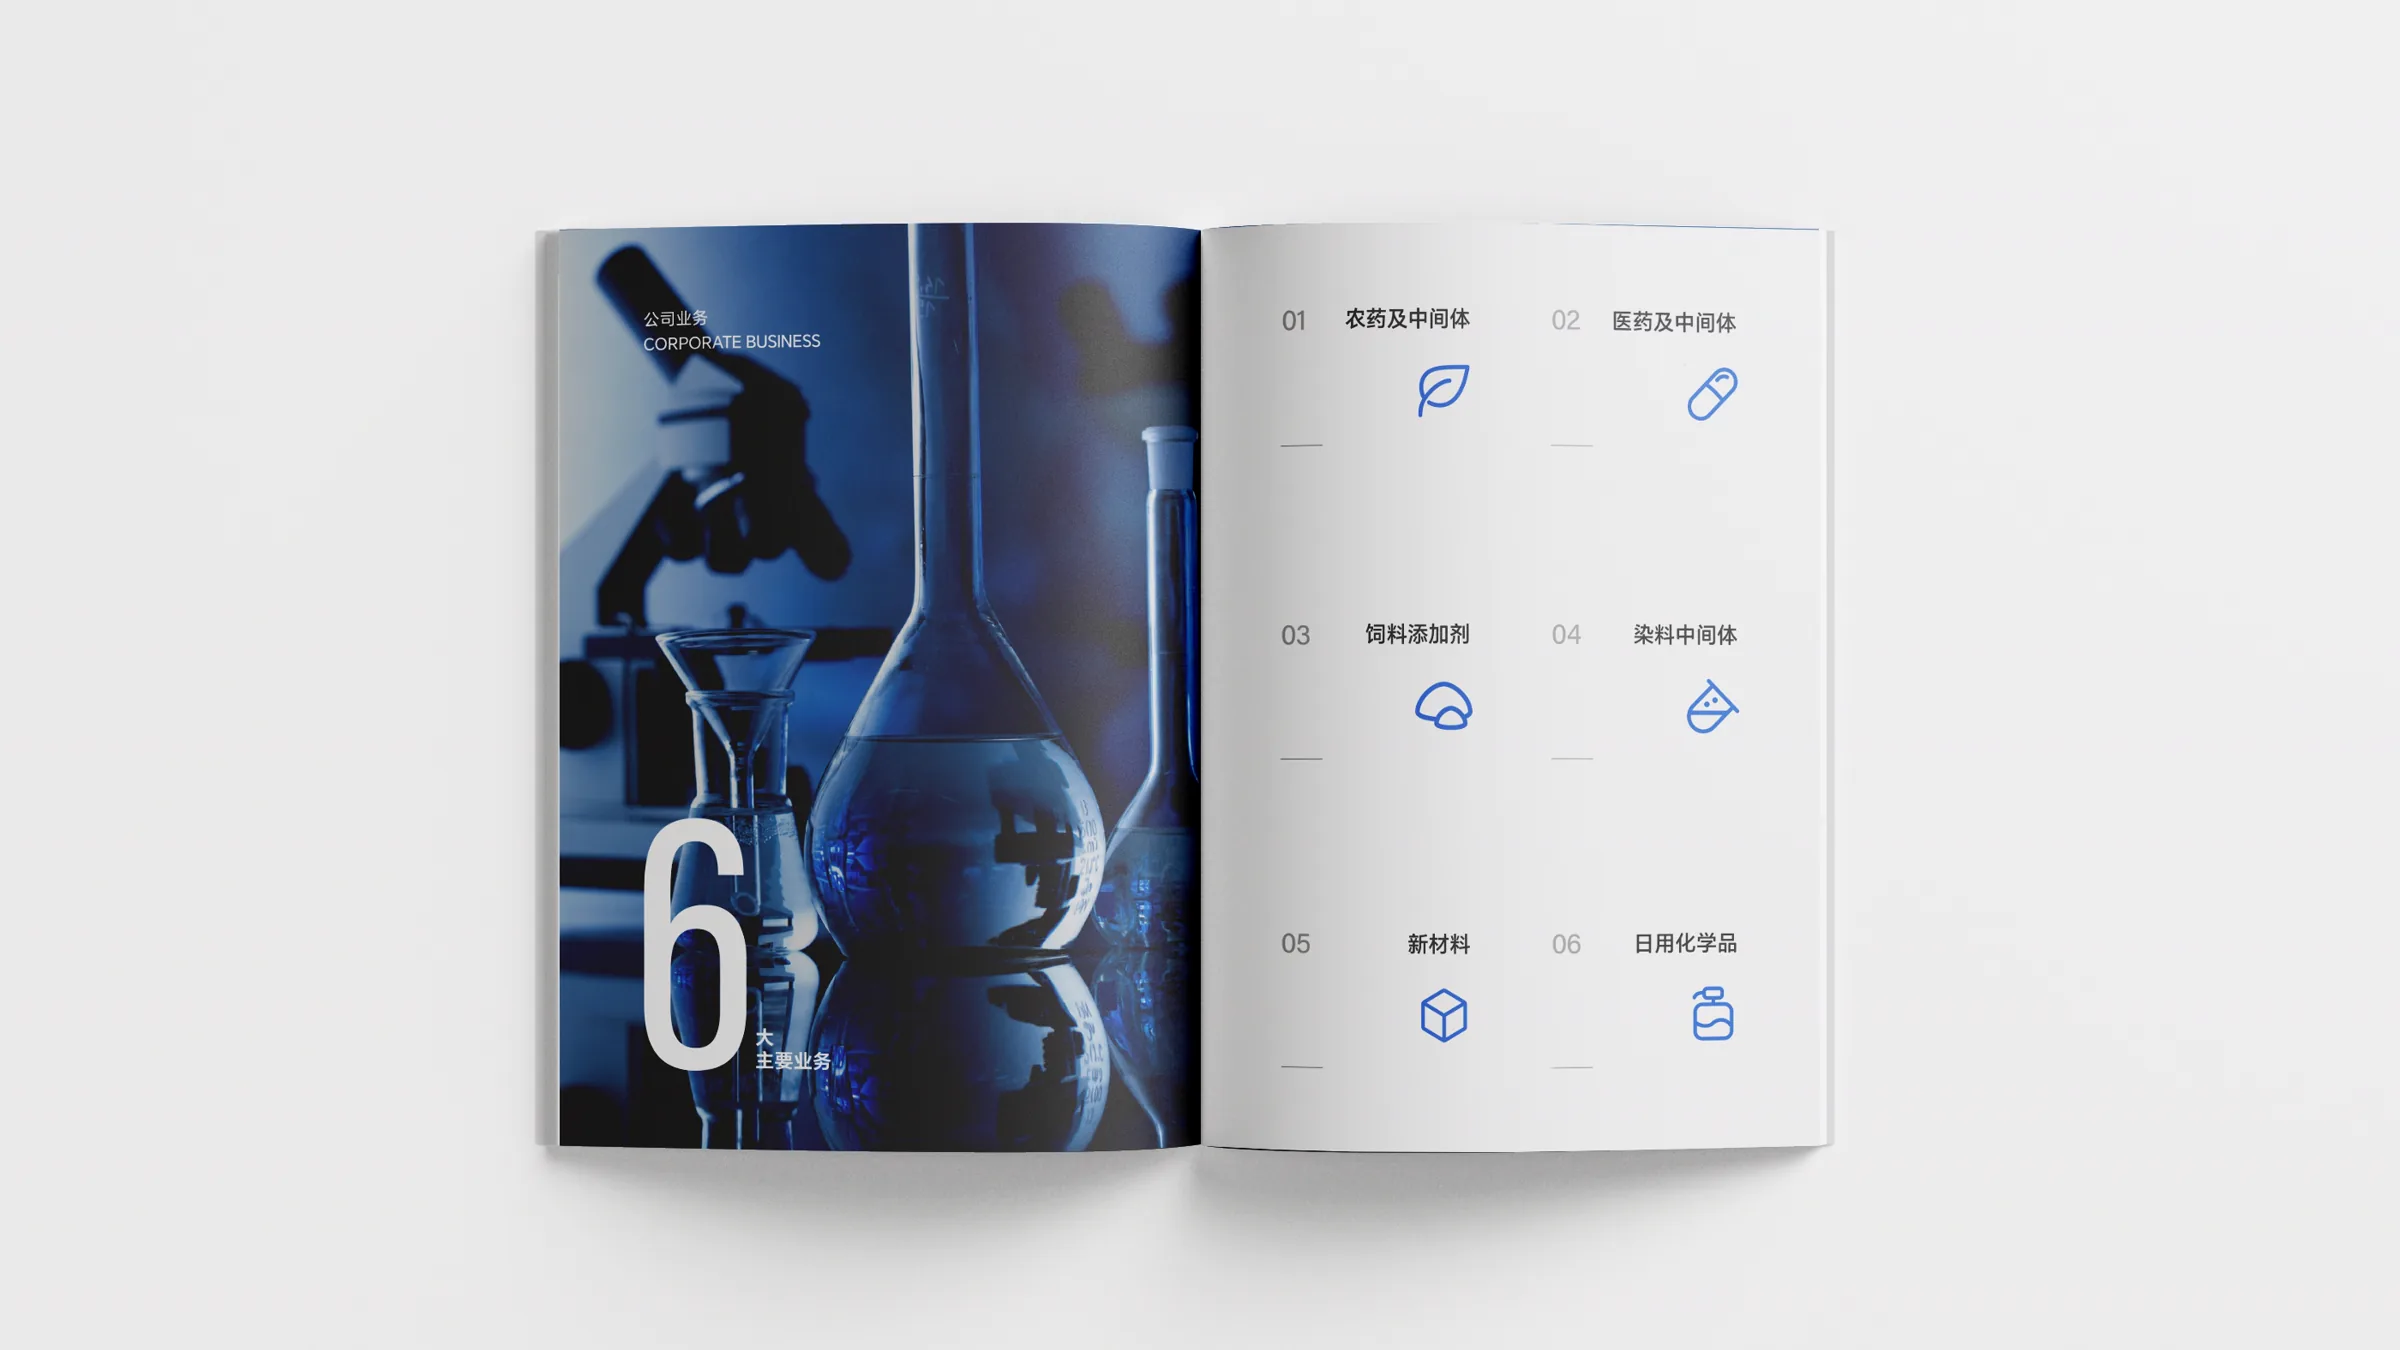 公司业务
CORPORATE BUSINESS
6
大
主要业务
01 农药及中间体
02 医药及中间体
03 饲料添加剂
04 染料中间体
05 新材料
06 日用化学品